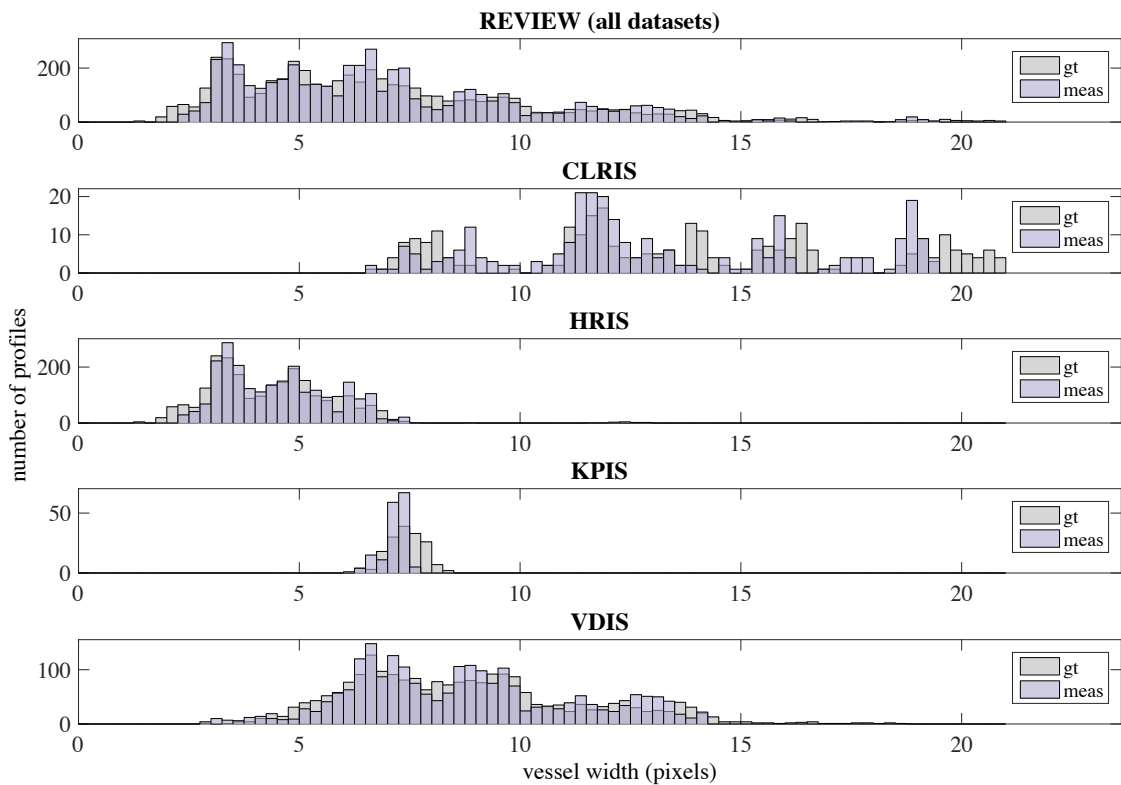 REVIEW (all datasets)
200
0
0 5 10 15 20
gt
meas
CLRIS
20
10
0
0 5 10 15 20
gt
meas
HRIS
200
0
0 5 10 15 20
gt
meas
number of profiles
KPIS
50
0
0 5 10 15 20
gt
meas
VDIS
100
0
0 5 10 15 20
gt
meas
vessel width (pixels)